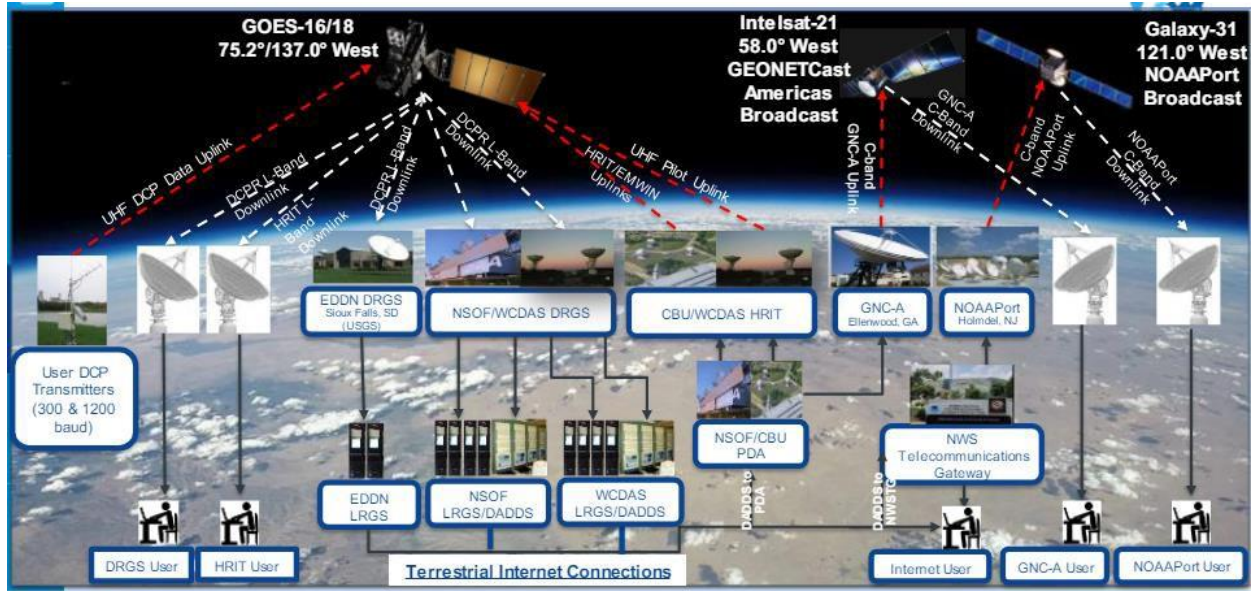 GOES-16/18
75.2°/137.0° West
Intelsat-21
58.0° West
GEONETCast
Americas
Broadcast
Galaxy-31
121.0° West
NOAAPort
Broadcast
UHF DCP Data Uplink
DCPR L-Band
Downlink
HRIT L-
Band
Downlink
DCPR L-Band
Downlink
DCPR L-Band
Downlink
HRIT/EMWIN
Uplinks
UHF Pilot Uplink
C-band
GNC-A Uplink
GNC-A
C-Band
Downlink
C-band
NOAAPort
Uplink
NOAAPort
C-Band
Downlink
User DCP
Transmitters
(300 & 1200
baud)
EDDN DRGS
Sioux Falls, SD
(USGS)
NSOF/WCDAS DRGS
CBU/WCDAS HRIT
GNC-A
Ellenwood, GA
NOAAPort
Holmdel, NJ
NSOF/CBU
PDA
NWS
Telecommunications
Gateway
EDDN
LRGS
NSOF
LRGS/DADDS
WCDAS
LRGS/DADDS
DADDS to
PDA
DADDS to
NWSTG
DRGS User
HRIT User
Terrestrial Internet Connections
Internet User
GNC-A User
NOAAPort User